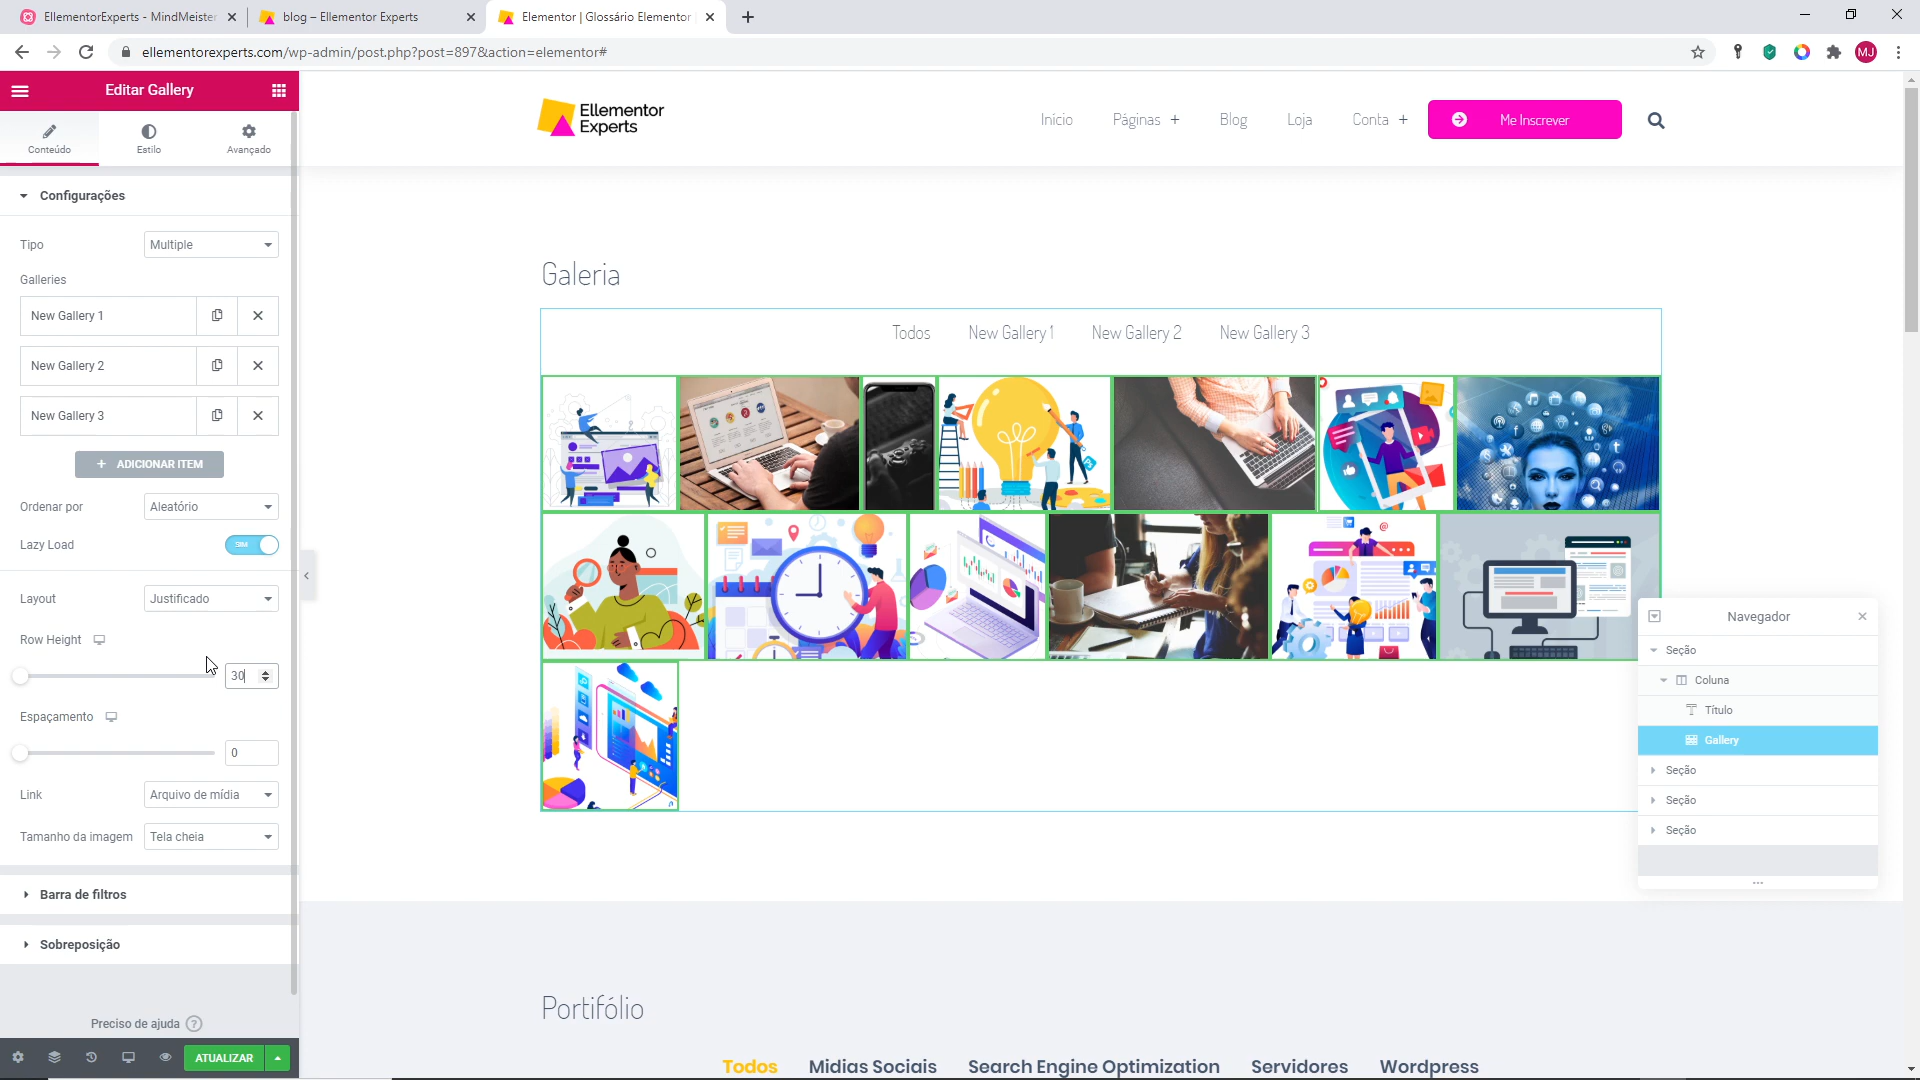 EllementorExperts - MindMeister
blog – Ellementor Experts
Elementor | Glossário Elementor
ellementorexperts.com/wp-admin/post.php?post=897&action=elementor#
MJ
Editar Gallery
Conteúdo
Estilo
Avançado
Configurações
Tipo
Multiple
Galleries
New Gallery 1
New Gallery 2
New Gallery 3
ADICIONAR ITEM
Ordenar por
Aleatório
Lazy Load
SIM
Layout
Justificado
Row Height
30
Espaçamento
0
Link
Arquivo de mídia
Tamanho da imagem
Tela cheia
Barra de filtros
Sobreposição
Preciso de ajuda
ATUALIZAR
Ellementor
Experts
Início
Páginas +
Blog
Loja
Conta +
Me Inscrever
Galeria
Todos
New Gallery 1
New Gallery 2
New Gallery 3
Navegador
Seção
Coluna
Título
Gallery
Seção
Seção
Seção
Portifólio
Todos
Midias Sociais
Search Engine Optimization
Servidores
Wordpress